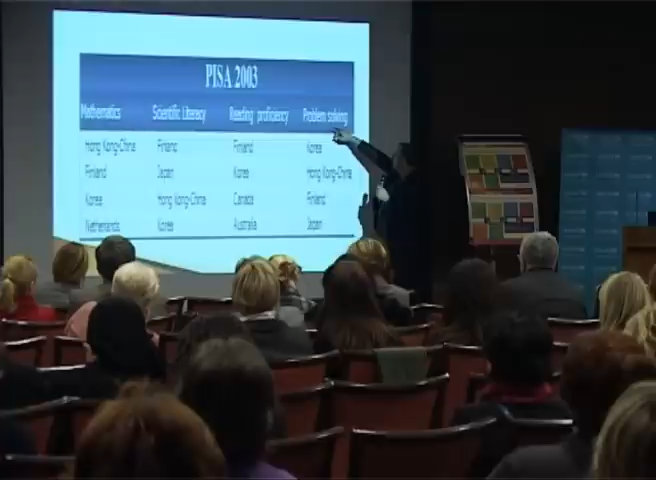 PISA 2003
Mathematics Scientific Literacy Reading proficiency Problem solving
Hong Kong-China Finland Finland Korea
Finland Japan Korea Hong Kong-China
Korea Hong Kong-China Canada Finland
Netherlands Korea Australia Japan